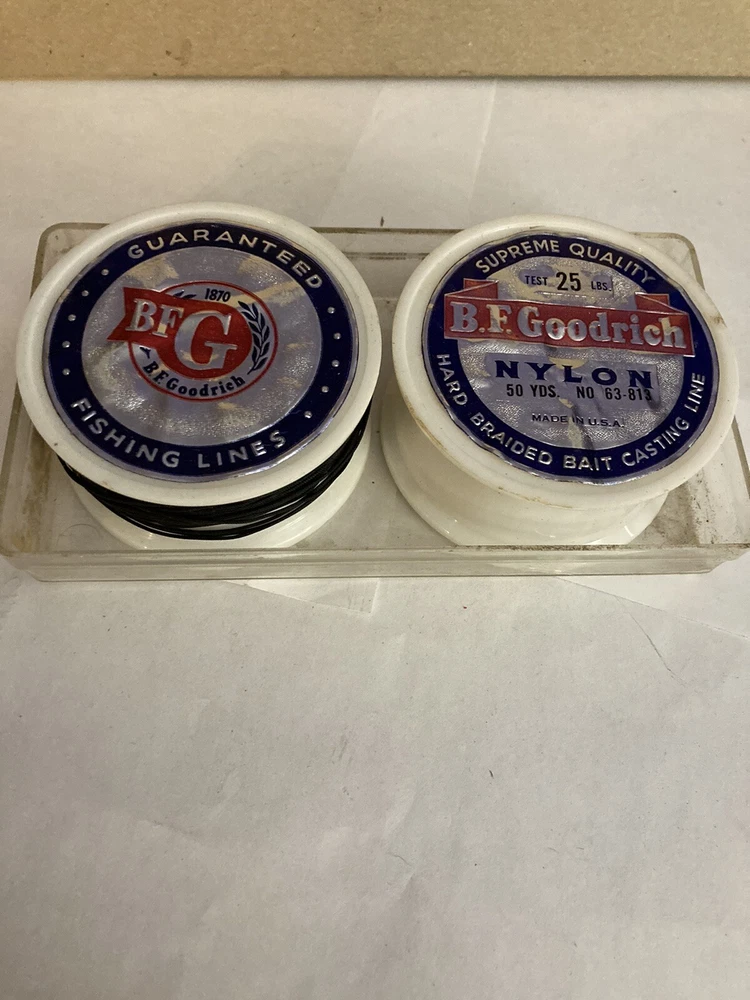 GUARANTEED
1870
BFG
B.F.Goodrich
FISHING LINES
SUPREME QUALITY
TEST 25 LBS
B.F.Goodrich
NYLON
50 YDS. NO 63-813
MADE IN U.S.A.
HARD BRAIDED BAIT CASTING LINE